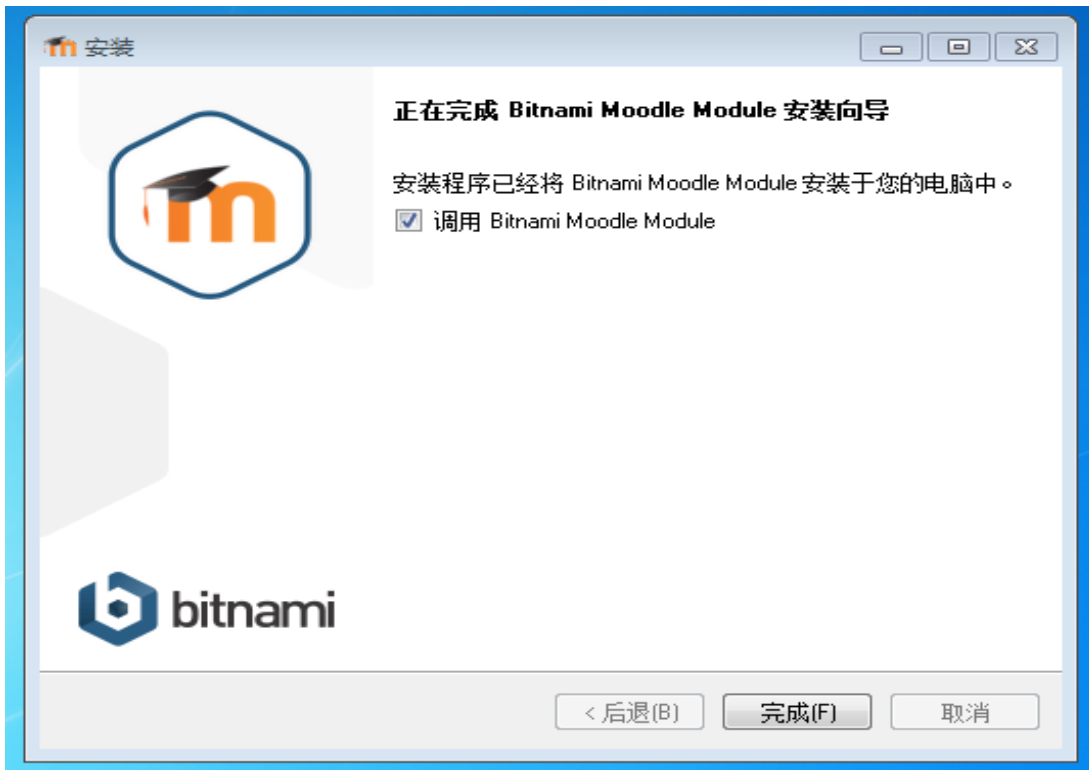 安装
正在完成 Bitnami Moodle Module 安装向导
安装程序已经将 Bitnami Moodle Module 安装于您的电脑中。
调用 Bitnami Moodle Module
m
bitnami
< 后退(B)
完成(F)
取消